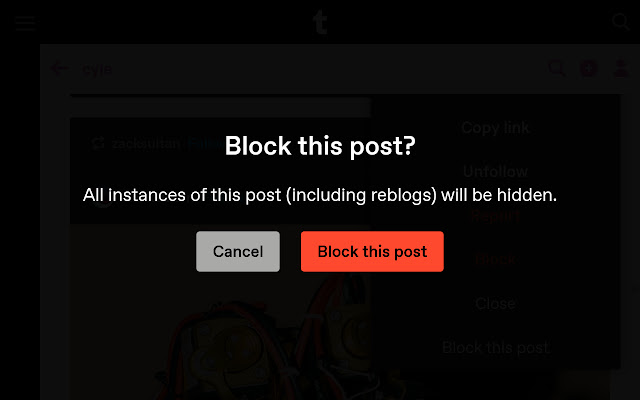 t
cyle
zacksultan
Copy link
Unfollow
Report
Block
Close
Block this post
Block this post?
All instances of this post (including reblogs) will be hidden.
Cancel
Block this post